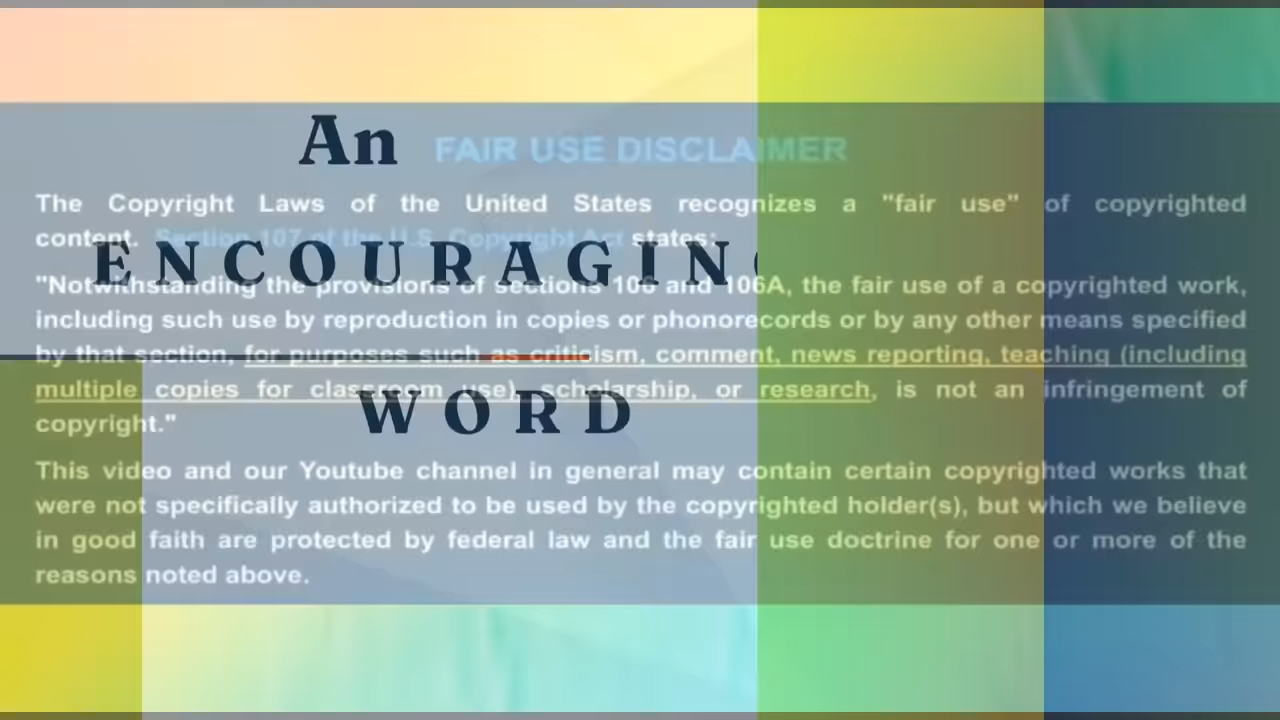 An
FAIR USE DISCLAIMER
The Copyright Laws of the United States recognizes a "fair use" of copyrighted
content. Section 107 of the U.S. Copyright Act states:
ENCOURAGING
"Notwithstanding the provisions of sections 106 and 106A, the fair use of a copyrighted work,
including such use by reproduction in copies or phonorecords or by any other means specified
by that section, for purposes such as criticism, comment, news reporting, teaching (including
multiple copies for classroom use), scholarship, or research, is not an infringement of
WORD
copyright."
This video and our Youtube channel in general may contain certain copyrighted works that
were not specifically authorized to be used by the copyrighted holder(s), but which we believe
in good faith are protected by federal law and the fair use doctrine for one or more of the
reasons noted above.